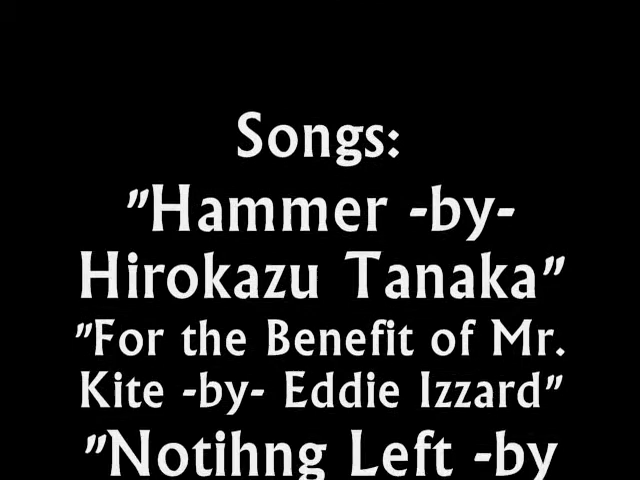 Songs:
"Hammer -by-
Hirokazu Tanaka"
"For the Benefit of Mr.
Kite -by- Eddie Izzard"
"Notihng Left -by